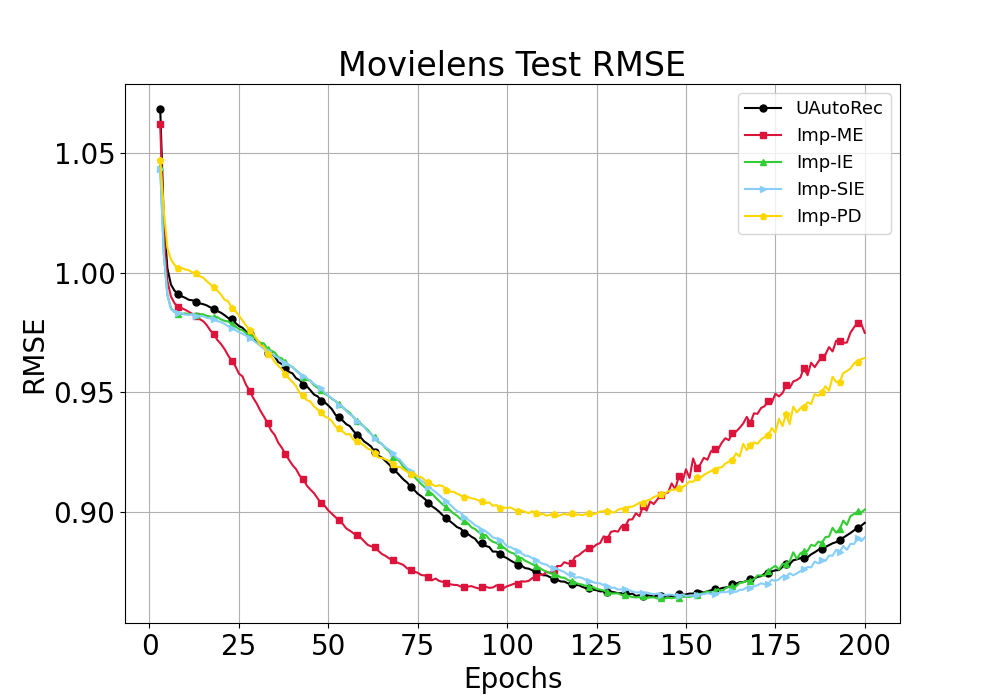 Movielens Test RMSE
UAutoRec
Imp-ME
Imp-IE
Imp-SIE
Imp-PD
RMSE
1.05
1.00
0.95
0.90
0 25 50 75 100 125 150 175 200
Epochs